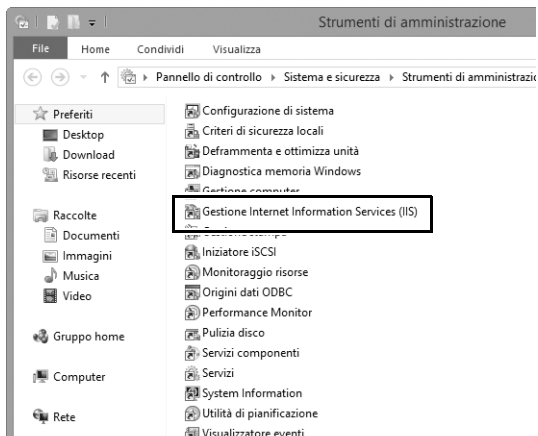 Strumenti di amministrazione
File Home Condividi Visualizza
Pannello di controllo Sistema e sicurezza Strumenti di amministrazio
Preferiti
Desktop
Download
Risorse recenti
Raccolte
Documenti
Immagini
Musica
Video
Gruppo home
Computer
Rete
Configurazione di sistema
Criteri di sicurezza locali
Deframmenta e ottimizza unità
Diagnostica memoria Windows
Gestione computer
Gestione Internet Information Services (IIS)
Gestione stampa
Iniziatore iSCSI
Monitoraggio risorse
Origini dati ODBC
Performance Monitor
Pulizia disco
Servizi componenti
Servizi
System Information
Utilità di pianificazione
Visualizzatore eventi